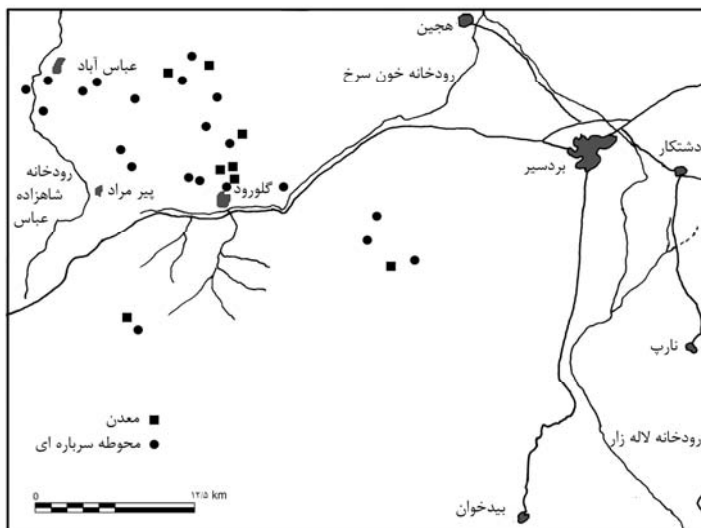 هجین
عباس آباد
رودخانه خون سرخ
دشتکار
بردسیر
رودخانه
شاهزاده
عباس
پیر مراد
گلورود
نارپ
معدن
محوطه سرباره ای
رودخانه لاله زار
0
۱۲/۵ km
بیدخوان